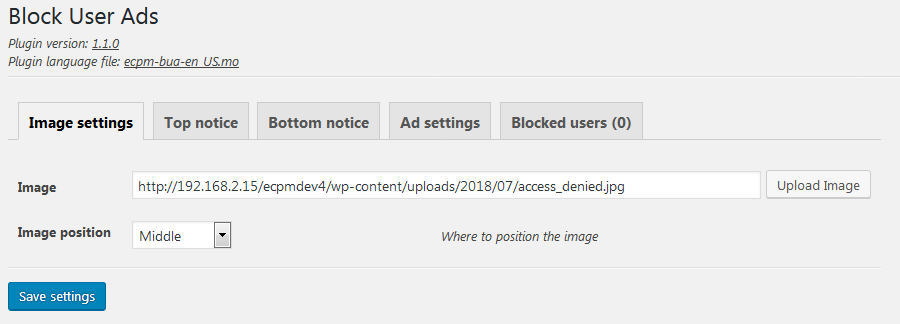 Block User Ads
Plugin version: 1.1.0
Plugin language file: ecpm-bua-en_US.mo
Image settings Top notice Bottom notice Ad settings Blocked users (0)
Image http://192.168.2.15/ecpmdev4/wp-content/uploads/2018/07/access_denied.jpg Upload Image
Image position Middle Where to position the image
Save settings